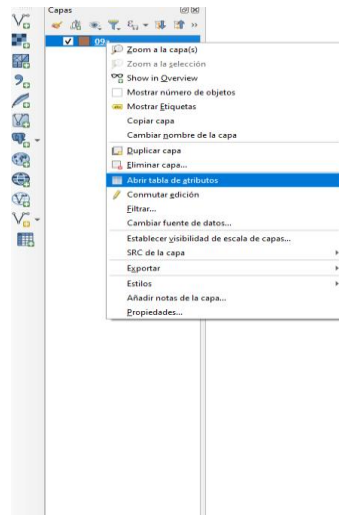 Capas
09a
Zoom a la capa(s)
Zoom a la selección
Show in Overview
Mostrar número de objetos
Mostrar Etiquetas
Copiar capa
Cambiar nombre de la capa
Duplicar capa
Eliminar capa...
Abrir tabla de atributos
Conmutar edición
Filtrar...
Cambiar fuente de datos...
Establecer visibilidad de escala de capas...
SRC de la capa
Exportar
Estilos
Añadir notas de la capa...
Propiedades...